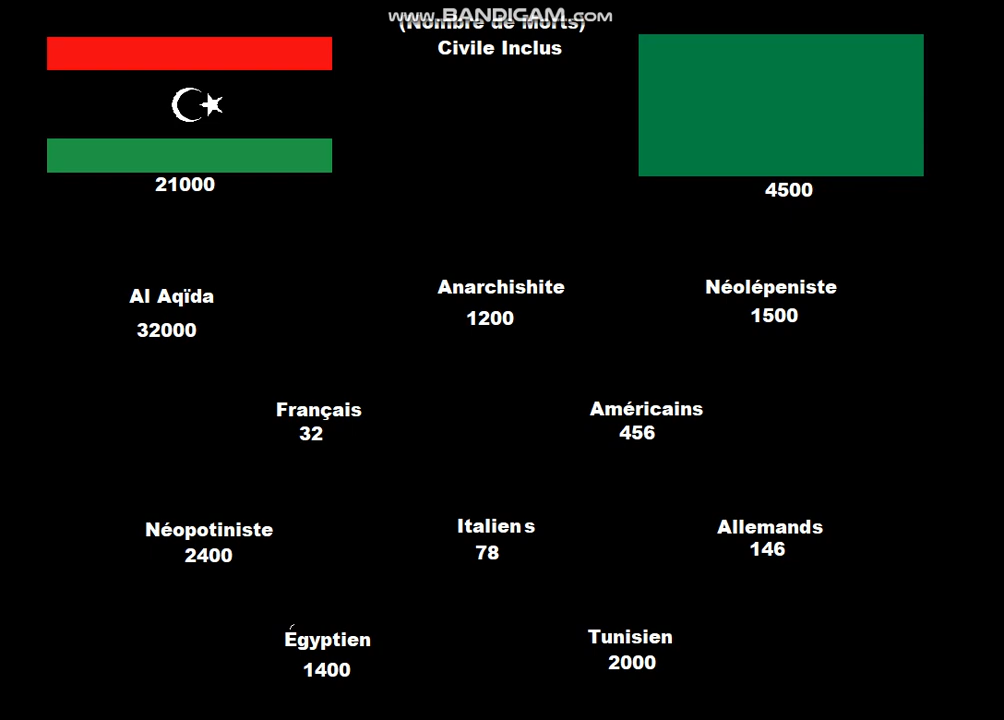 www.BANDICAM.com
(Nombre de Morts)
Civile Inclus
21000
4500
Al Aqïda
32000
Anarchishite
1200
Néolépeniste
1500
Français
32
Américains
456
Néopotiniste
2400
Italien s
78
Allemands
146
Égyptien
1400
Tunisien
2000